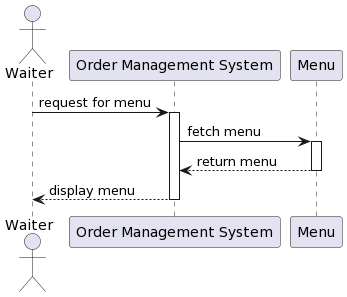 Waiter
Order Management System
Menu
request for menu
fetch menu
return menu
display menu
Waiter
Order Management System
Menu